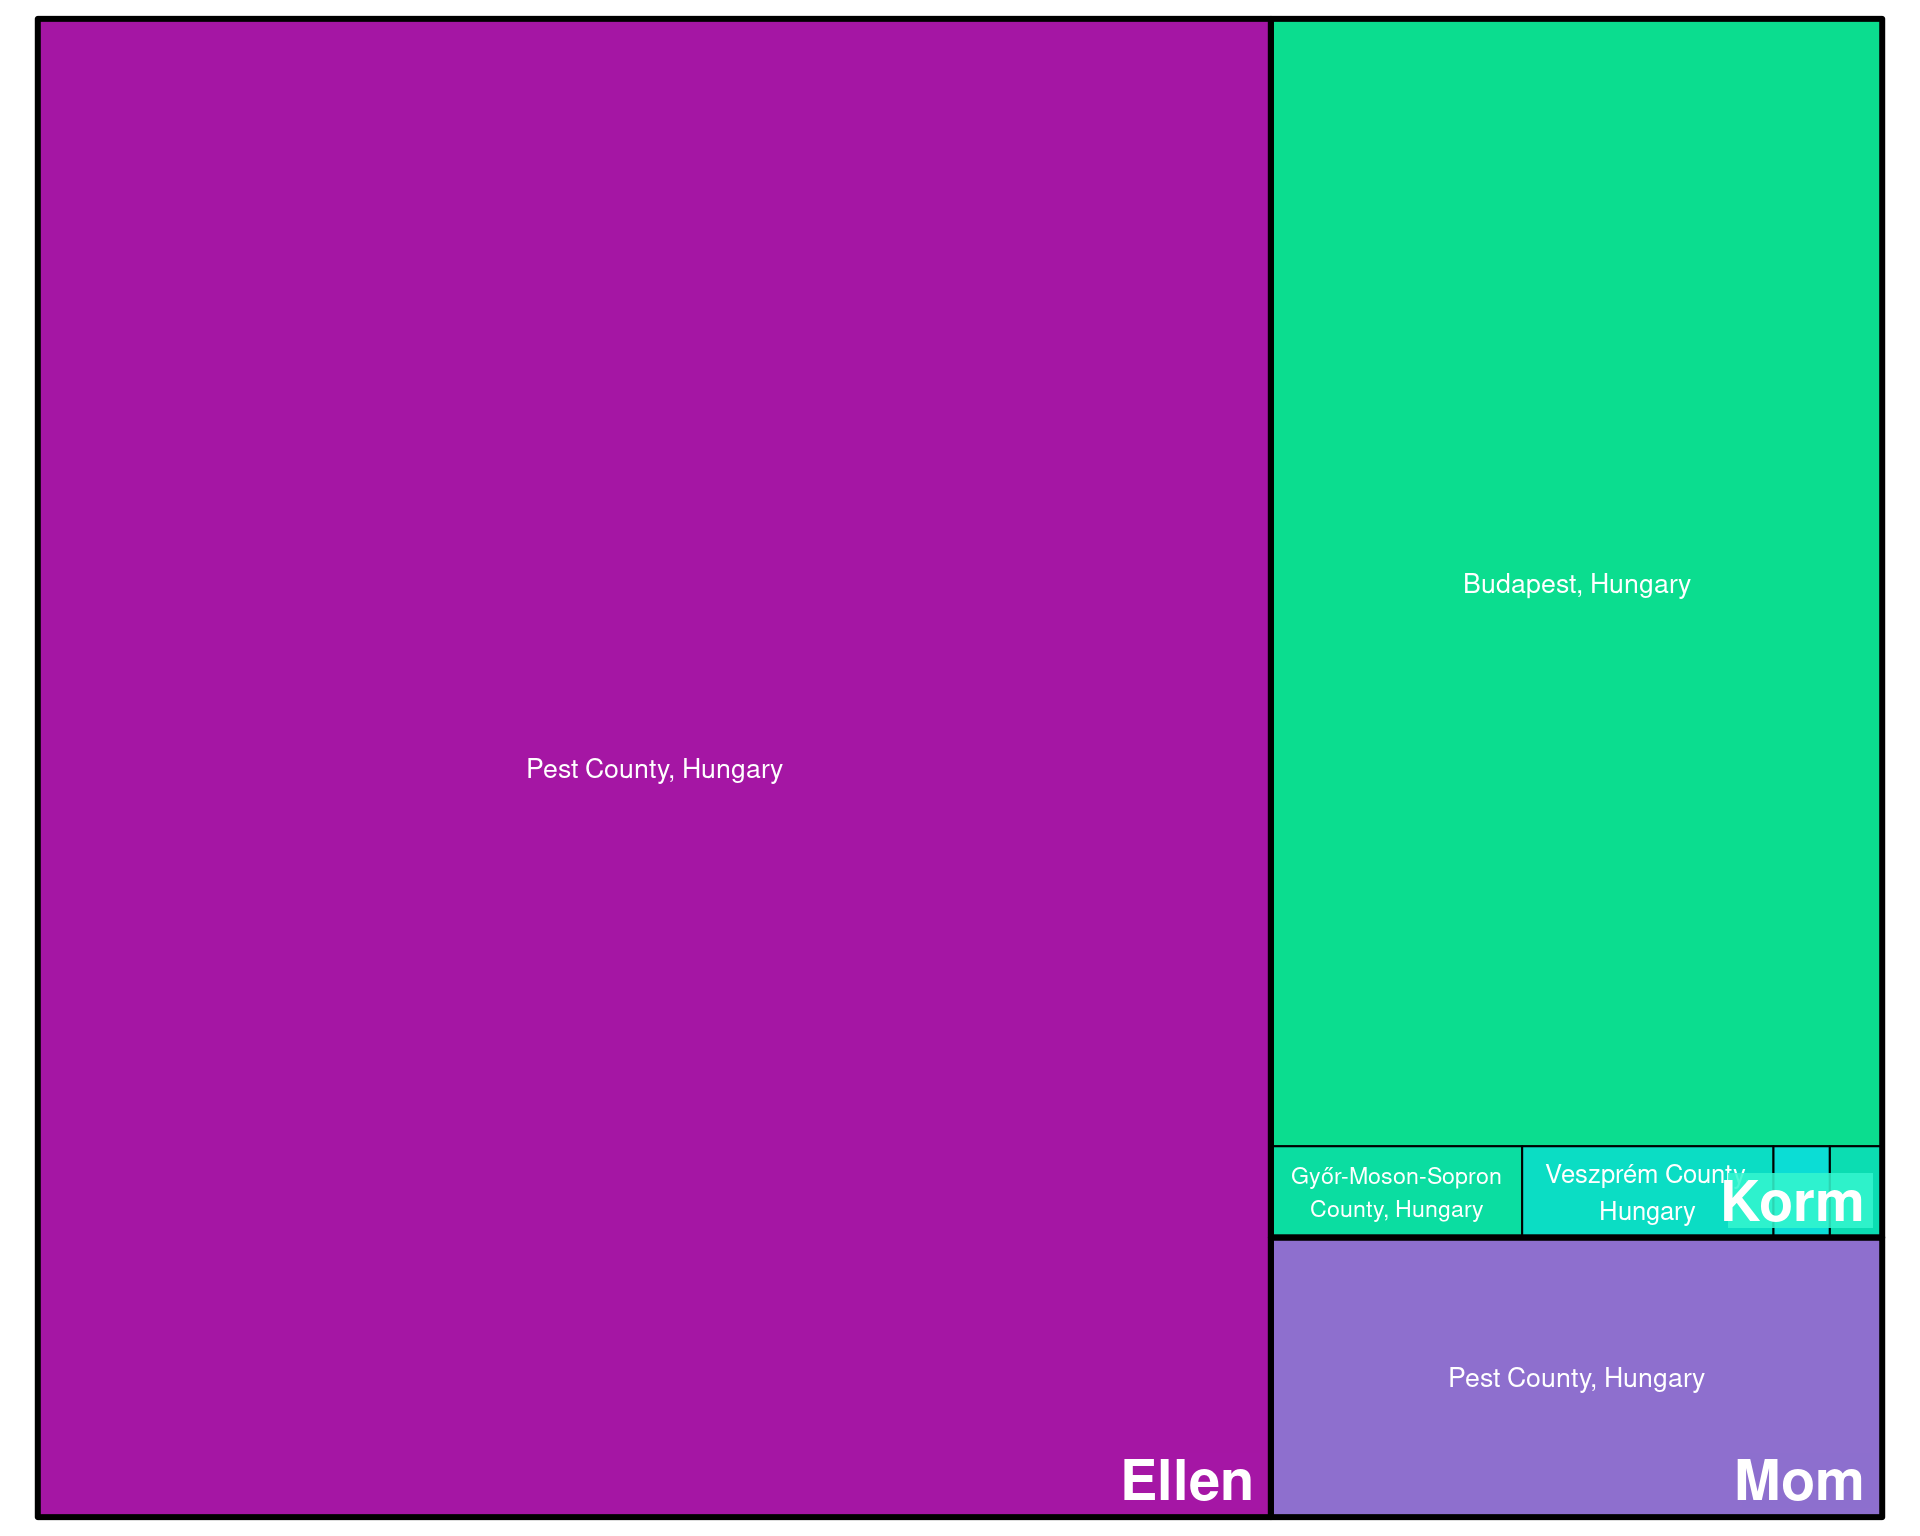 Pest County, Hungary
Ellen
Budapest, Hungary
Győr-Moson-Sopron
County, Hungary
Veszprém County
Hungary
Korm
Pest County, Hungary
Mom